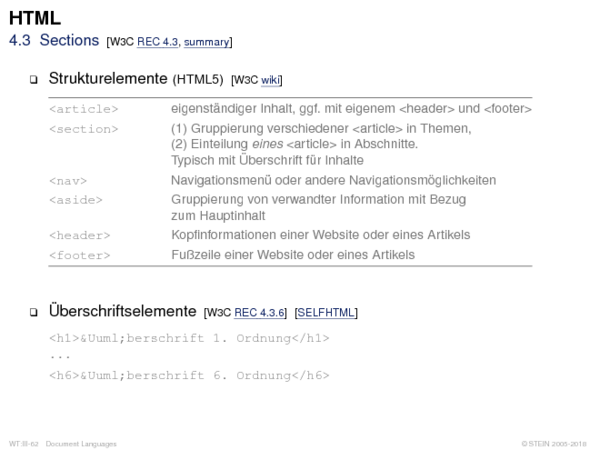 HTML
4.3 Sections [W3C REC 4.3, summary]
❑ Strukturelemente (HTML5) [W3C wiki]
<article> eigenständiger Inhalt, ggf. mit eigenem <header> und <footer>
<section> (1) Gruppierung verschiedener <article> in Themen,
(2) Einteilung eines <article> in Abschnitte.
Typisch mit Überschrift für Inhalte
<nav> Navigationsmenü oder andere Navigationsmöglichkeiten
<aside> Gruppierung von verwandter Information mit Bezug
zum Hauptinhalt
<header> Kopfinformationen einer Website oder eines Artikels
<footer> Fußzeile einer Website oder eines Artikels
❑ Überschriftselemente [W3C REC 4.3.6] [SELFHTML]
<h1>&Uuml;berschrift 1. Ordnung</h1>
...
<h6>&Uuml;berschrift 6. Ordnung</h6>
WT:III-62 Document Languages © STEIN 2005-2018